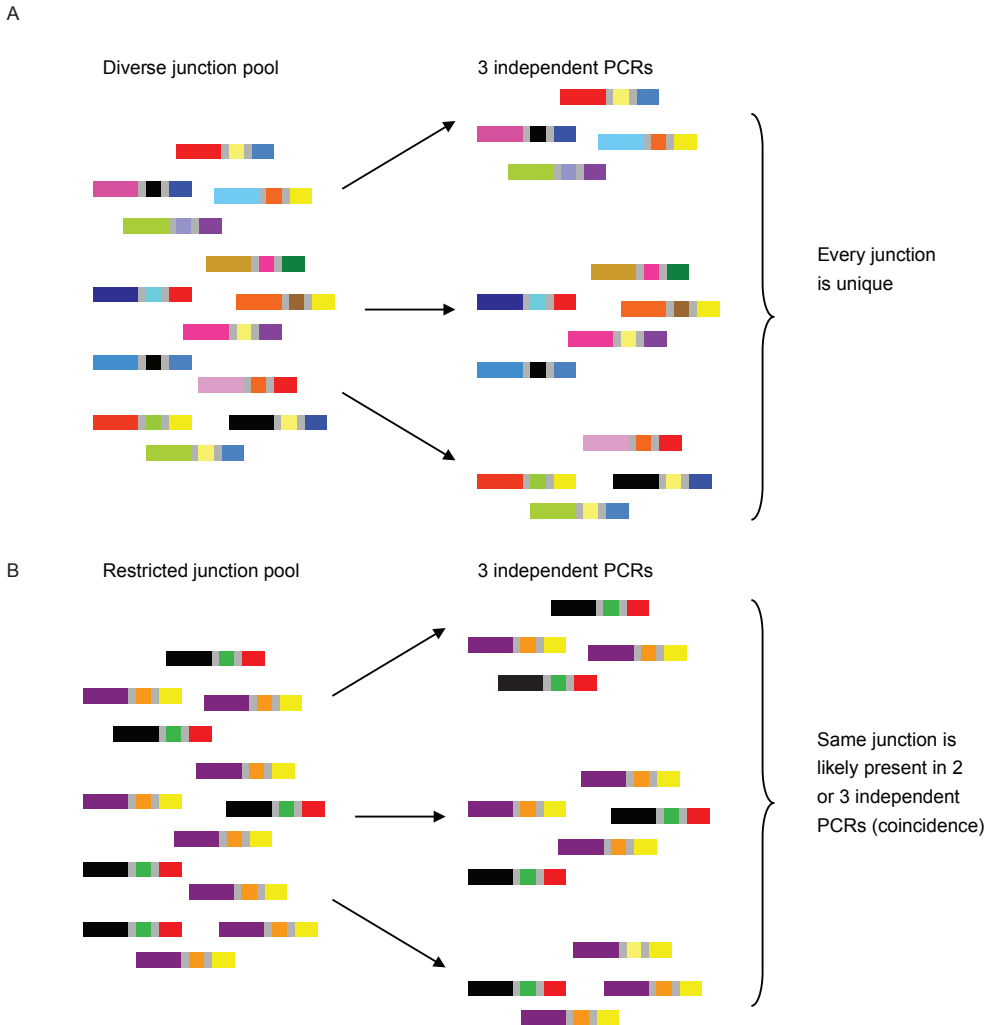 A
Diverse junction pool
3 independent PCRs
Every junction
is unique
B
Restricted junction pool
3 independent PCRs
Same junction is
likely present in 2
or 3 independent
PCRs (coincidence)